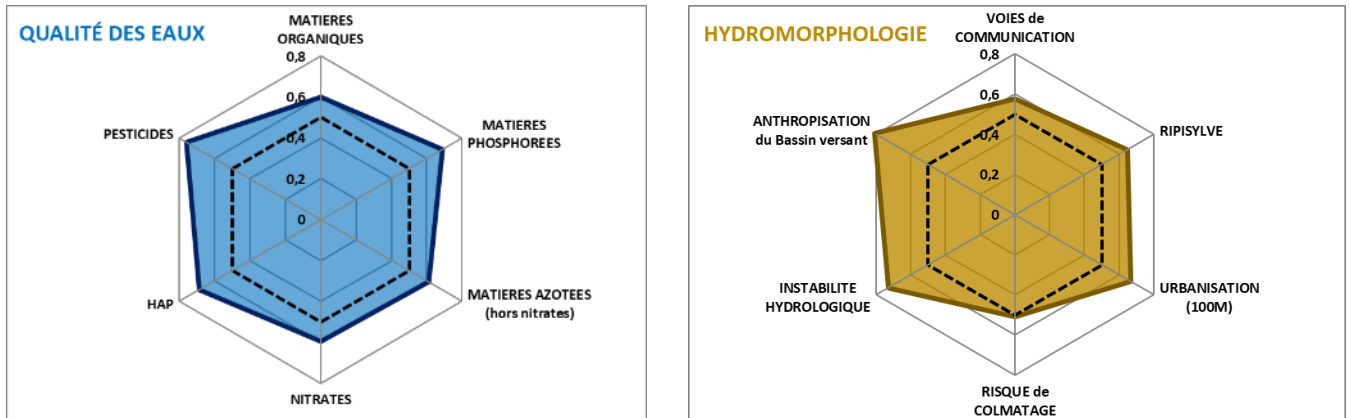 QUALITÉ DES EAUX
MATIERES
ORGANIQUES
0,8
0,6
0,4
0,2
0
PESTICIDES
MATIERES
PHOSPHOREES
HAP
MATIERES AZOTEES
(hors nitrates)
NITRATES
HYDROMORPHOLOGIE
VOIES de
COMMUNICATION
0,8
0,6
0,4
0,2
0
ANTHROPISATION
du Bassin versant
RIPISYLVE
INSTABILITE
HYDROLOGIQUE
URBANISATION
(100M)
RISQUE de
COLMATAGE